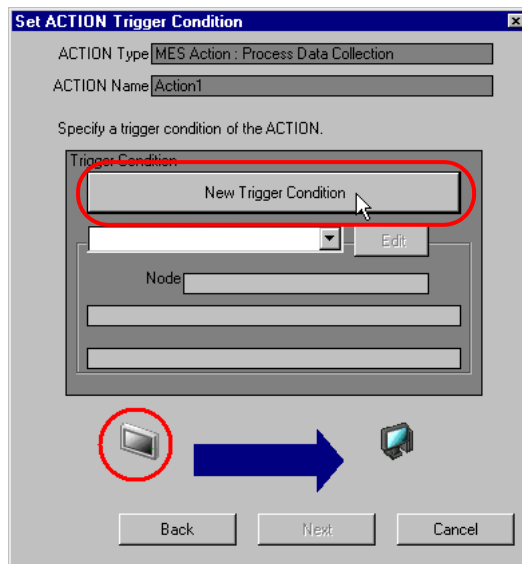 Set ACTION Trigger Condition
ACTION Type MES Action : Process Data Collection
ACTION Name Action1
Specify a trigger condition of the ACTION.
Trigger Condition
New Trigger Condition
Edit
Node
Back Next Cancel